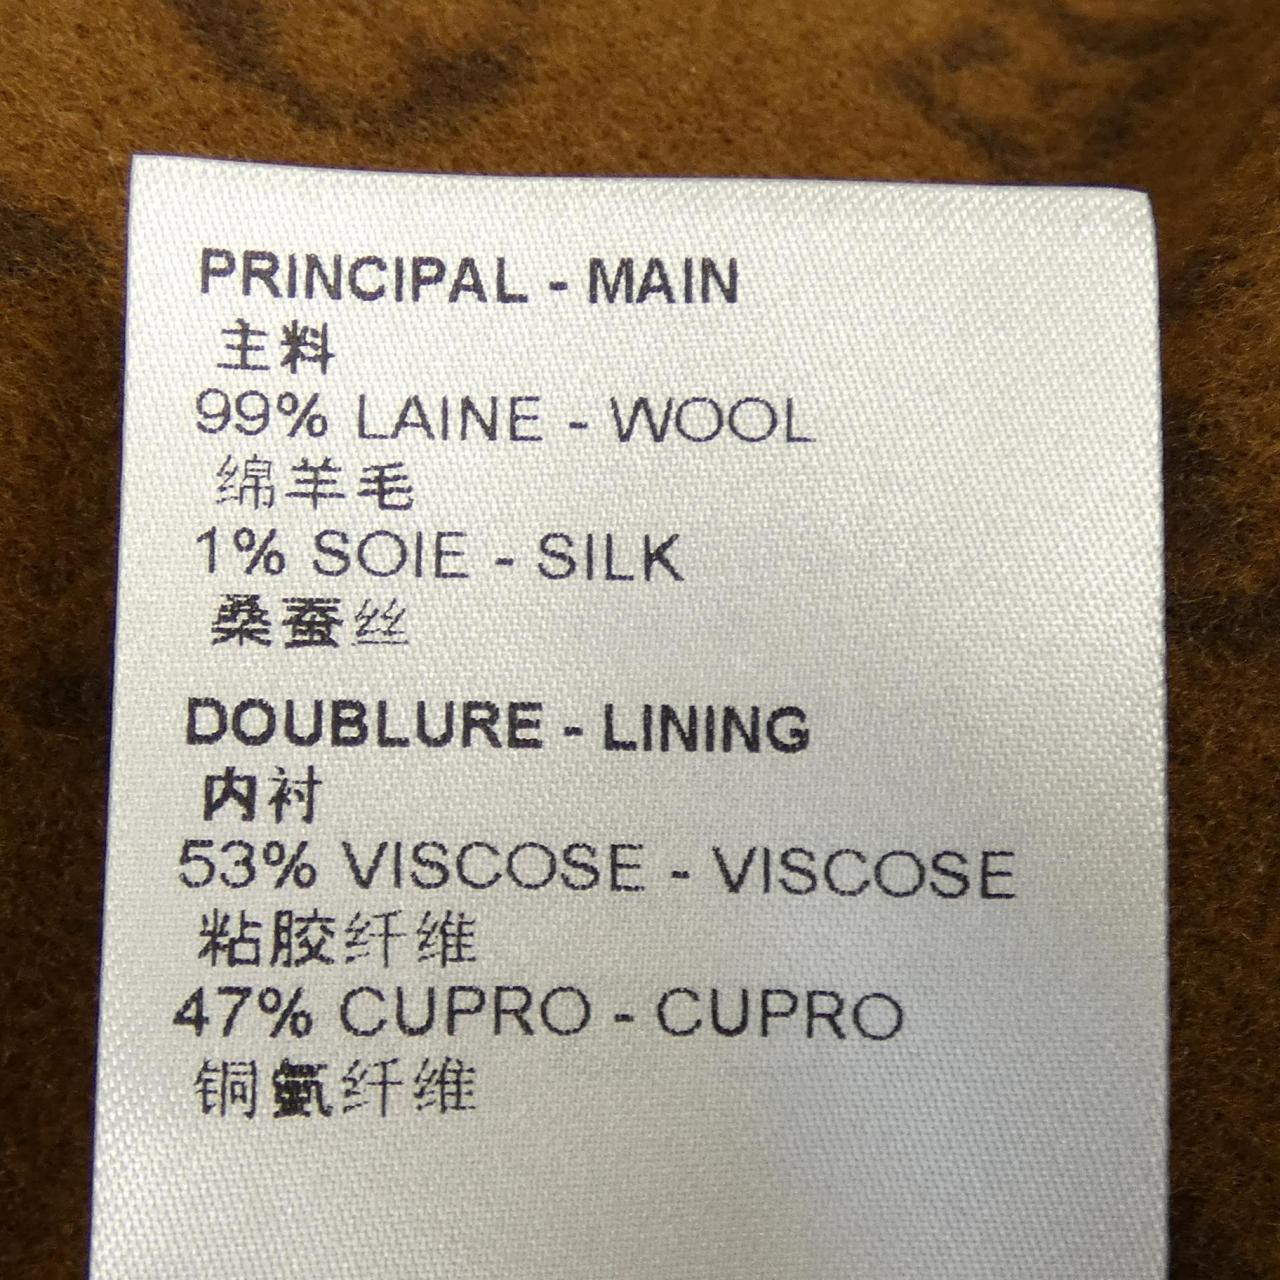 PRINCIPAL - MAIN
主料
99% LAINE - WOOL
绵羊毛
1% SOIE - SILK
桑蚕丝
DOUBLURE - LINING
内衬
53% VISCOSE - VISCOSE
粘胶纤维
47% CUPRO - CUPRO
铜氨纤维